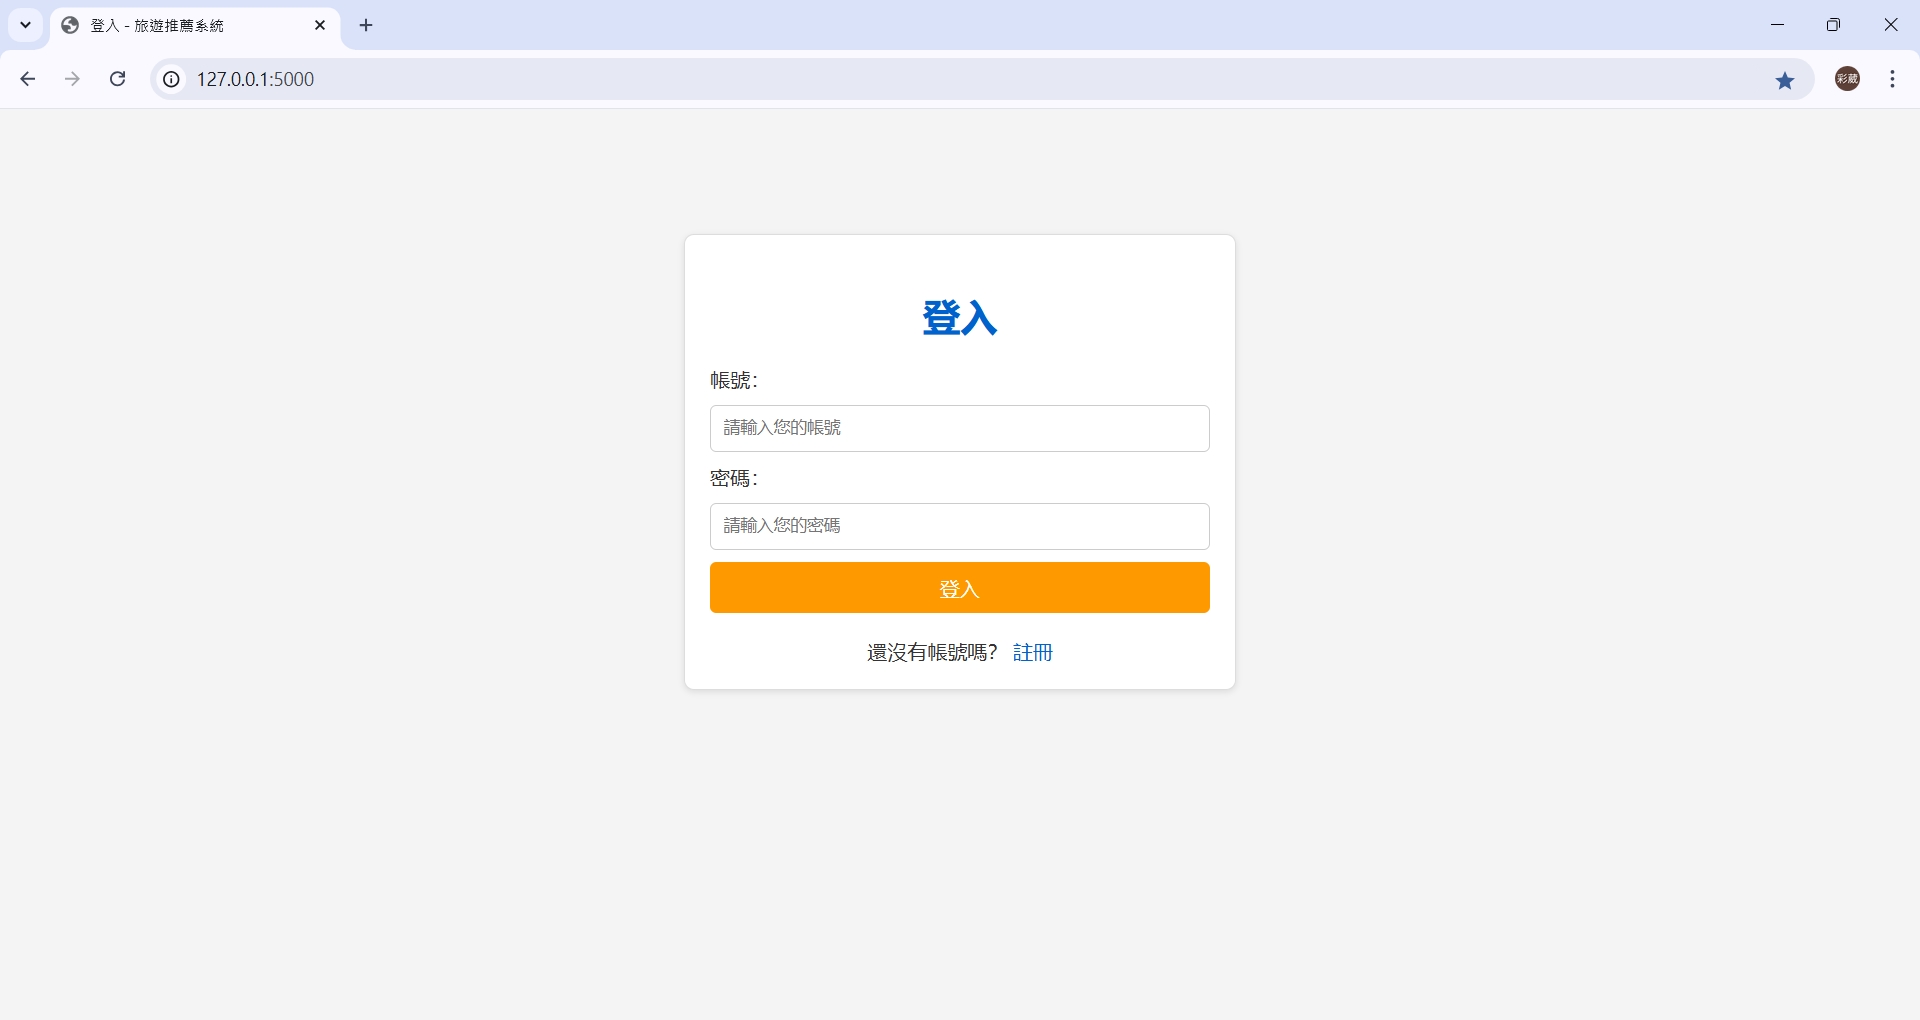 登入 - 旅遊推薦系統
127.0.0.1:5000
彩葳
登入
帳號：
請輸入您的帳號
密碼：
請輸入您的密碼
登入
還沒有帳號嗎？ 註冊